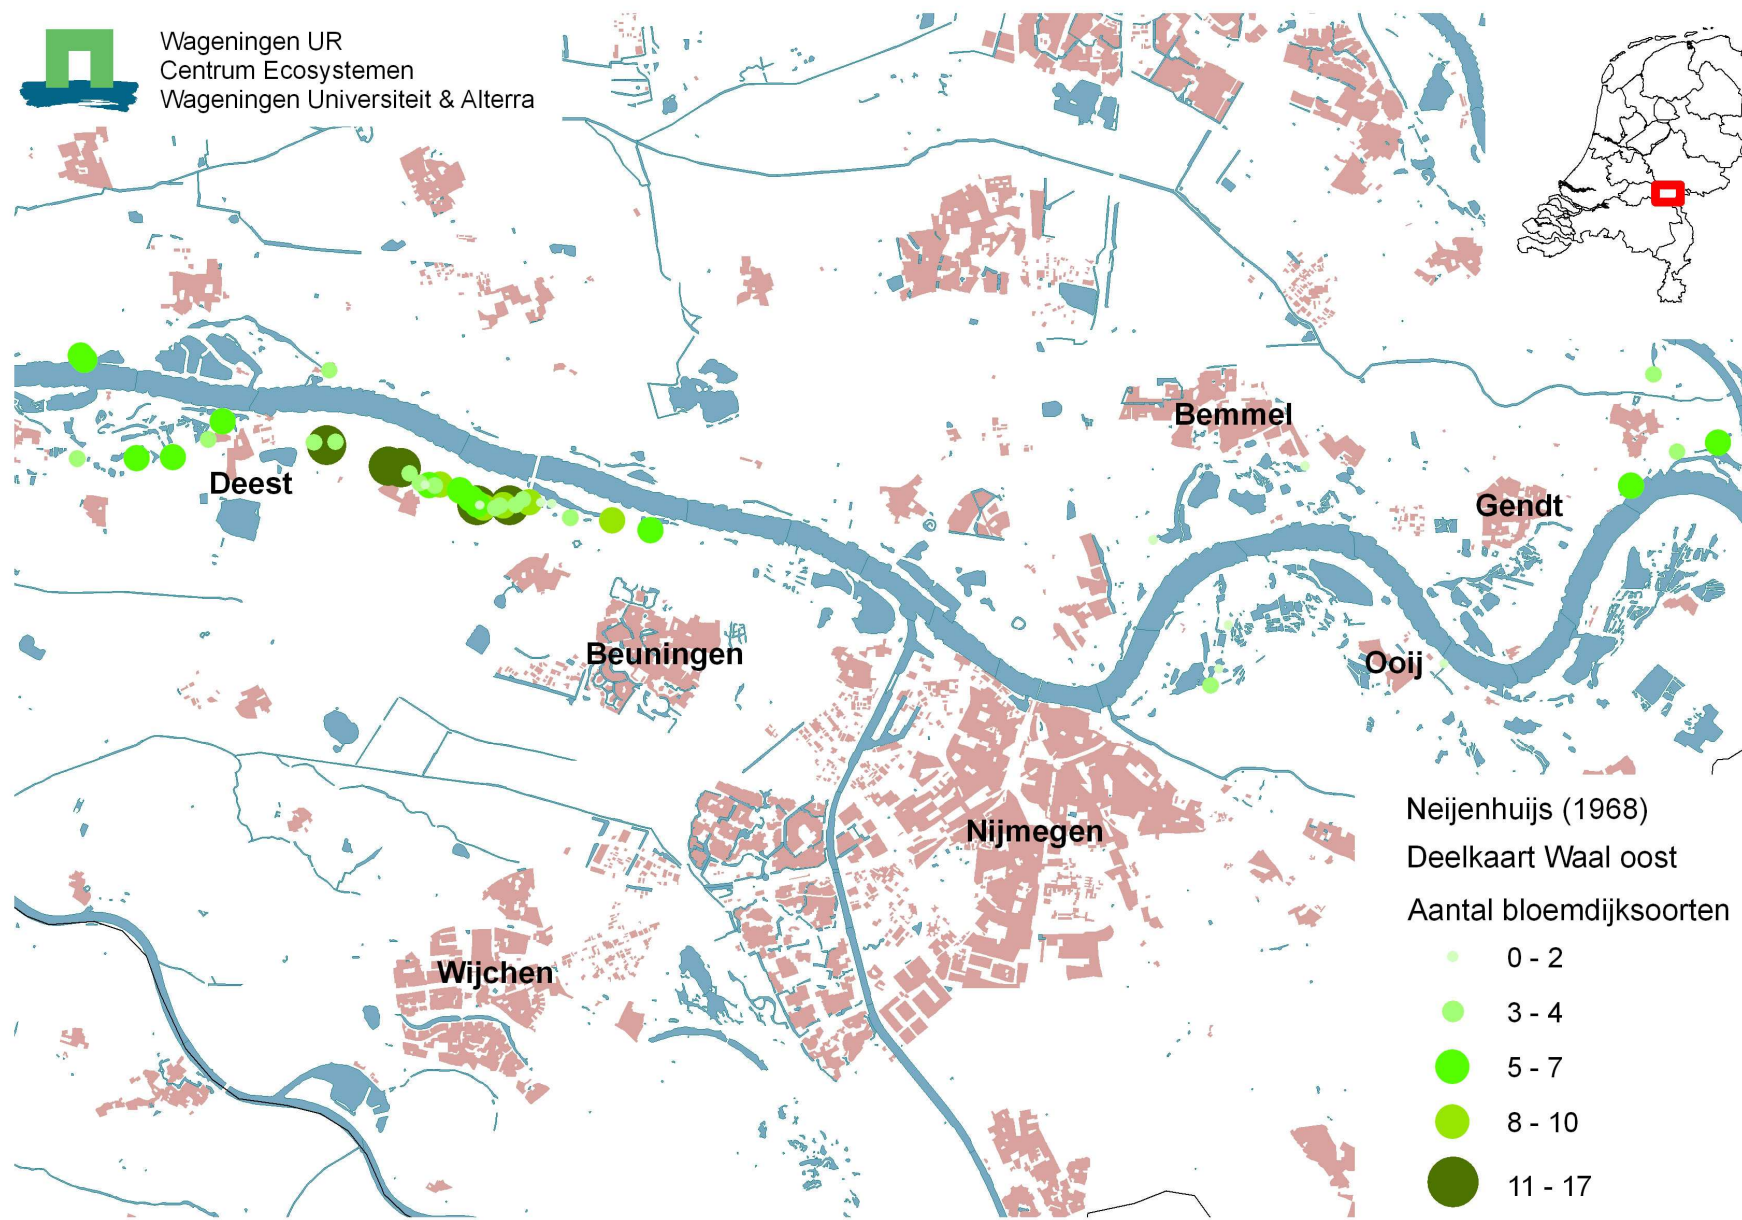 Wageningen UR
Centrum Ecosystemen
Wageningen Universiteit & Alterra
Bemmel
Deest
Gendt
Beuningen
Ooij
Nijmegen
Wijchen
Neijenhuijs (1968)
Deelkaart Waal oost
Aantal bloemdijksoorten
0 - 2
3 - 4
5 - 7
8 - 10
11 - 17